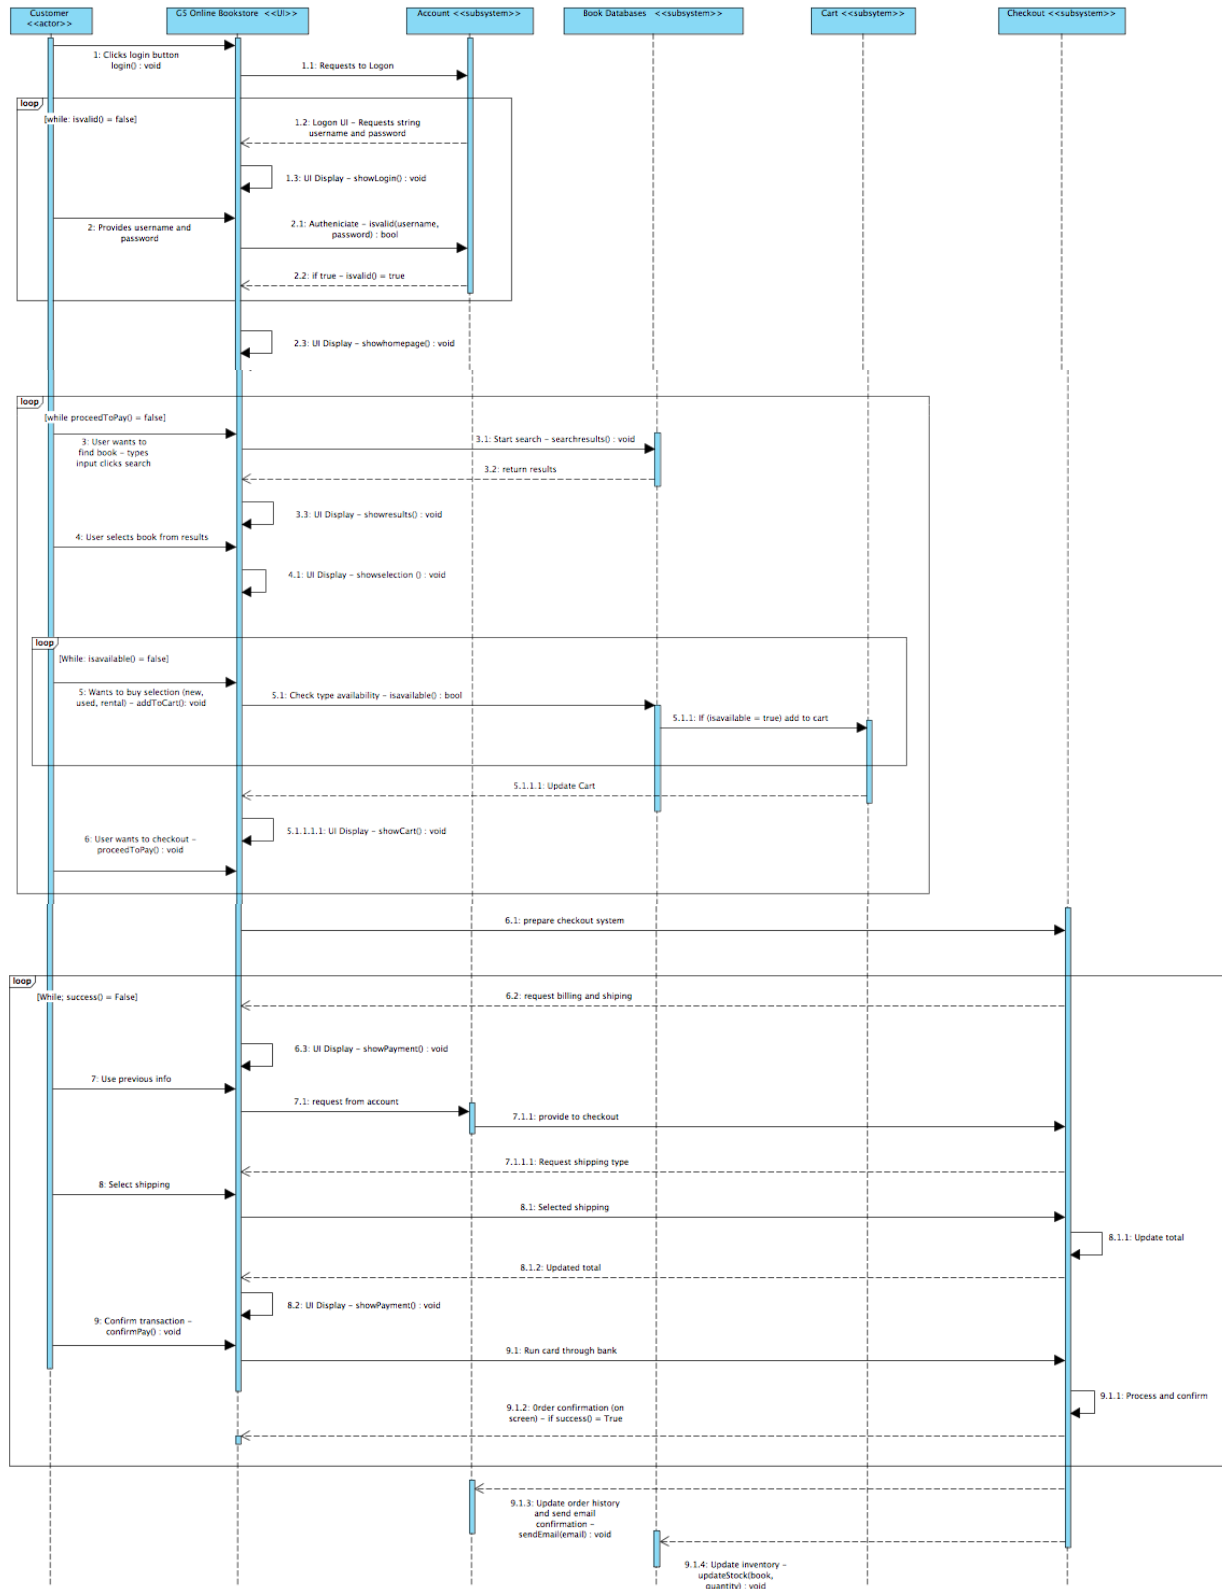 Customer
<<actor>>
G5 Online Bookstore <<UI>>
Account <<subsystem>>
Book Databases <<subsystem>>
Cart <<subsytem>>
Checkout <<subsystem>>
1: Clicks login button
login() : void
1.1: Requests to Logon
loop
[while: isvalid() = false]
1.2: Logon UI - Requests string
username and password
1.3: UI Display - showLogin() : void
2: Provides username and
password
2.1: Autheniciate - isvalid(username,
password) : bool
2.2: if true - isvalid() = true
2.3: UI Display - showhomepage() : void
loop
[while proceedToPay() = false]
3: User wants to
find book - types
input clicks search
3.1: Start search - searchresults() : void
3.2: return results
3.3: UI Display - showresults() : void
4: User selects book from results
4.1: UI Display - showselection () : void
loop
[While: isavailable() = false]
5: Wants to buy selection (new,
used, rental) - addToCart(): void
5.1: Check type availability - isavailable() : bool
5.1.1: If (isavailable = true) add to cart
5.1.1.1: Update Cart
5.1.1.1.1: UI Display - showCart() : void
6: User wants to checkout -
proceedToPay() : void
6.1: prepare checkout system
loop
[While; success() = False]
6.2: request billing and shiping
6.3: UI Display - showPayment() : void
7: Use previous info
7.1: request from account
7.1.1: provide to checkout
7.1.1.1: Request shipping type
8: Select shipping
8.1: Selected shipping
8.1.1: Update total
8.1.2: Updated total
8.2: UI Display - showPayment() : void
9: Confirm transaction -
confirmPay() : void
9.1: Run card through bank
9.1.1: Process and confirm
9.1.2: Order confirmation (on
screen) - if success() = True
9.1.3: Update order history
and send email
confirmation -
sendEmail(email) : void
9.1.4: Update inventory -
updateStock(book,
quantity) : void